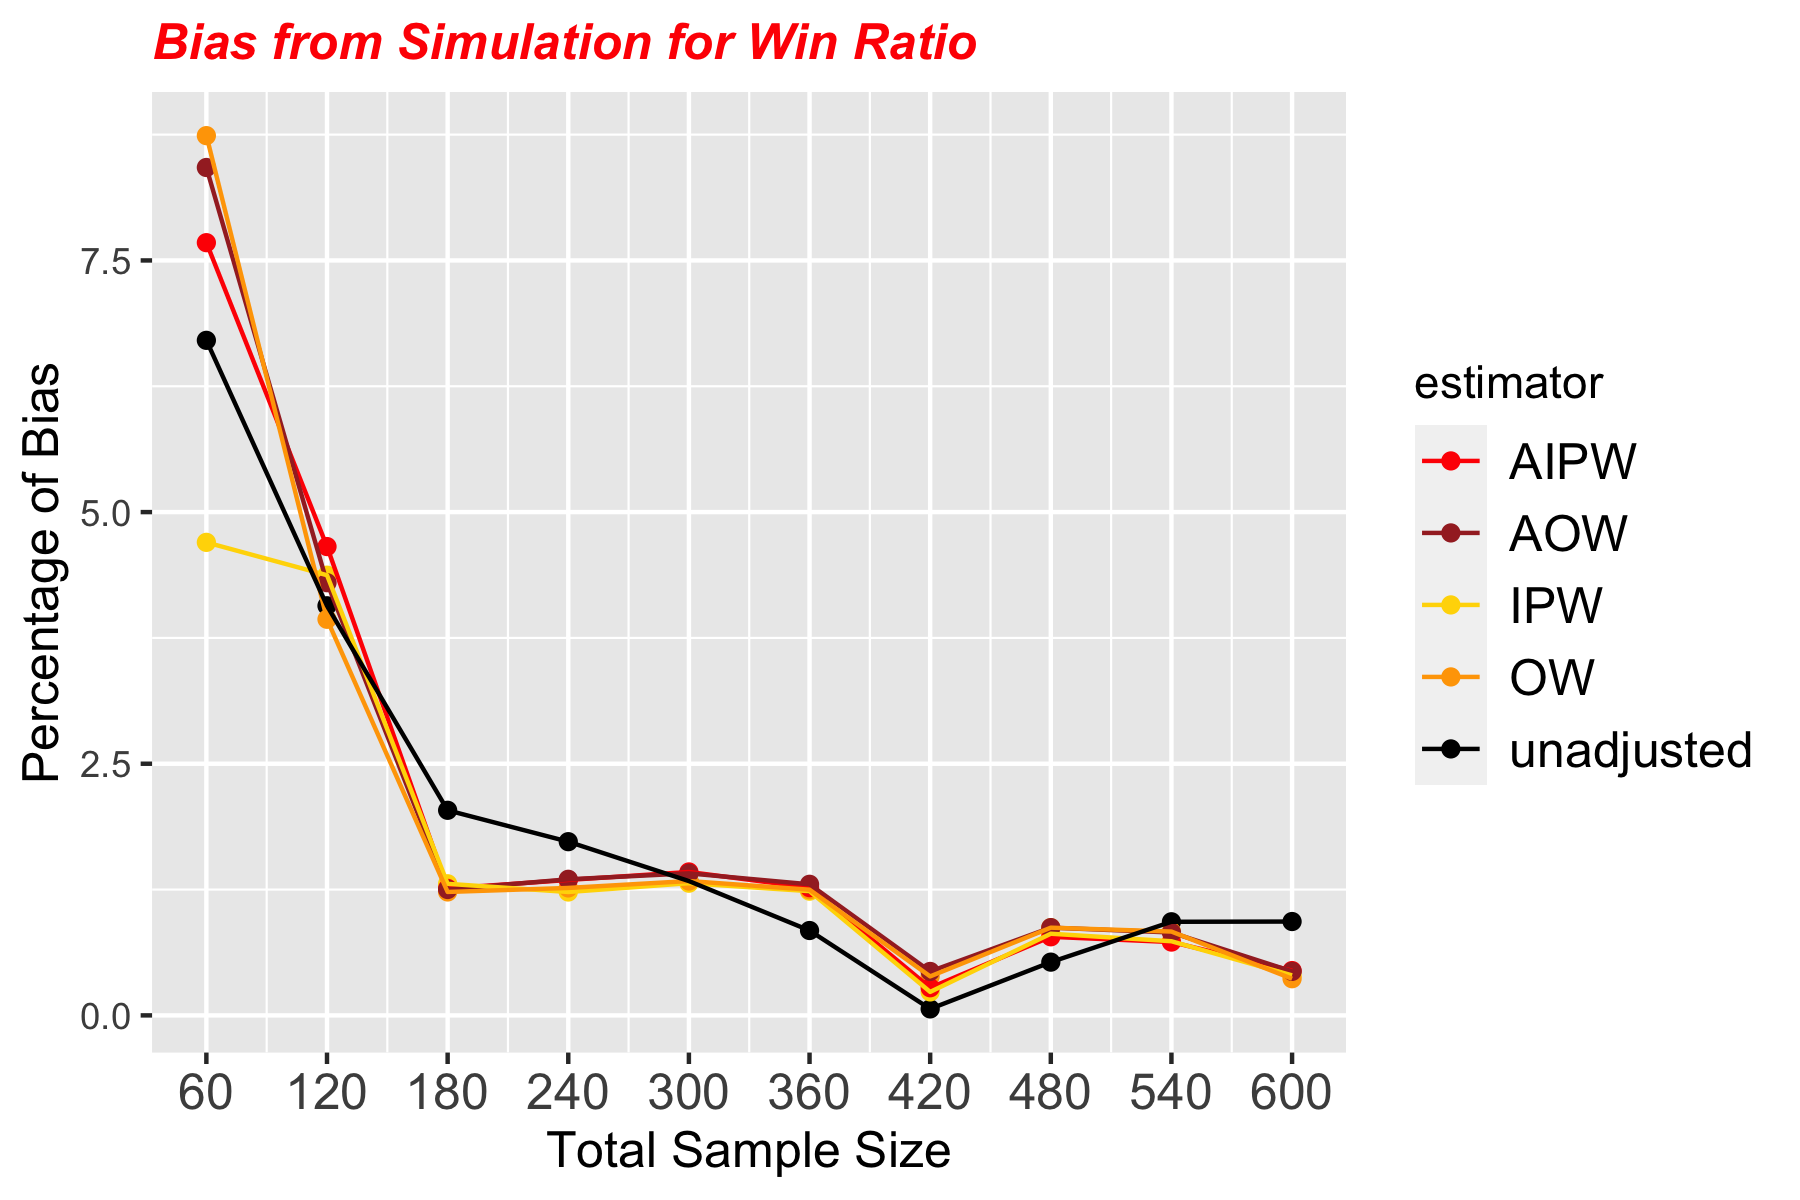 Bias from Simulation for Win Ratio
Percentage of Bias
7.5
5.0
2.5
0.0
60 120 180 240 300 360 420 480 540 600
Total Sample Size
estimator
AIPW
AOW
IPW
OW
unadjusted